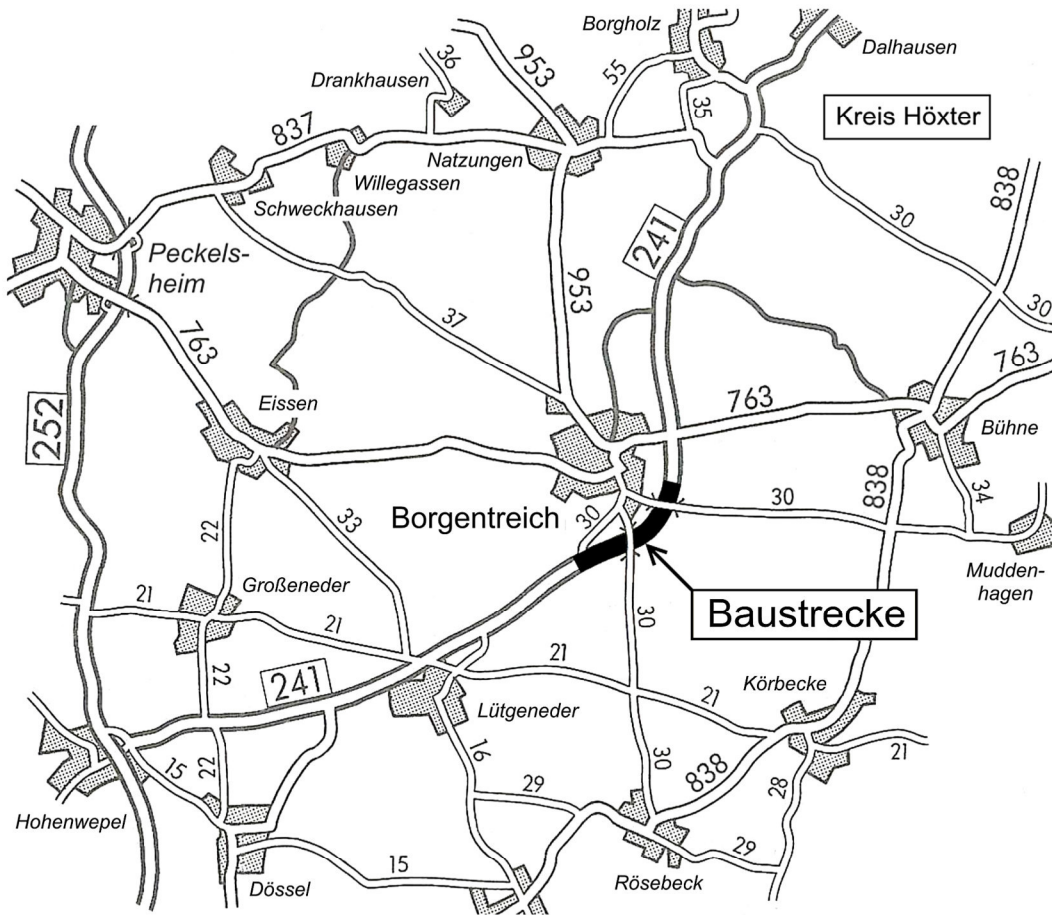 Borgholz
Dalhausen
36
953
55
Drankhausen
35
Kreis Höxter
837
Natzungen
Willegassen
Schweckhausen
838
30
241
Peckels-
heim
953
30
37
763
763
763
Eissen
252
Bühne
838
34
30
30
Borgentreich
22
33
Mudden-
hagen
Großeneder
21
Baustrecke
21
30
22
21
241
21
Körbecke
Lütgeneder
21
16
30
838
15
22
28
29
Hohenwepel
29
15
Dössel
Rösebeck